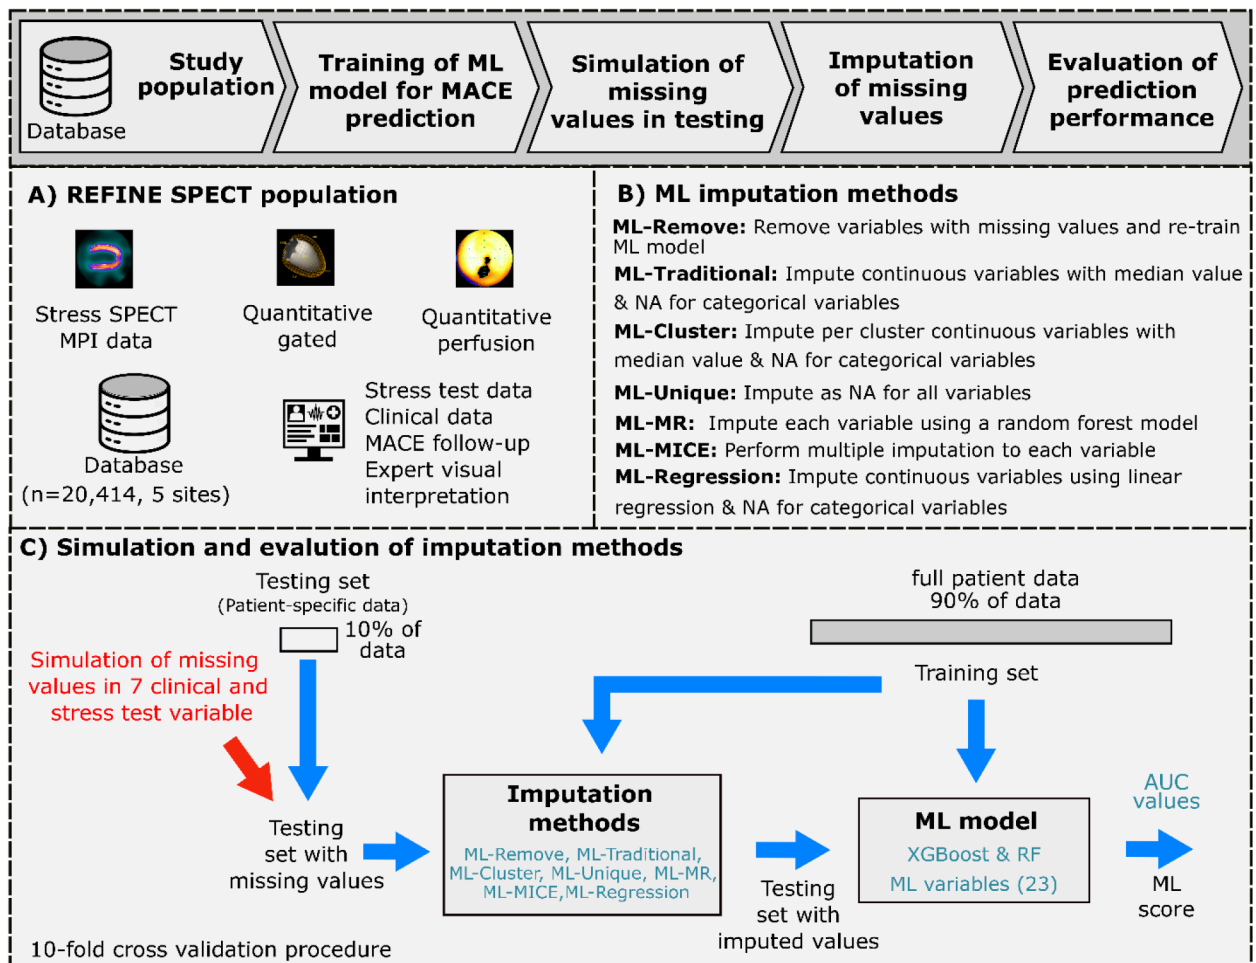 Database
Study
population
Training of ML
model for MACE
prediction
Simulation of
missing
values in testing
Imputation
of missing
values
Evaluation of
prediction
performance
A) REFINE SPECT population
Stress SPECT
MPI data
Quantitative
gated
Quantitative
perfusion
Database
(n=20,414, 5 sites)
Stress test data
Clinical data
MACE follow-up
Expert visual
interpretation
B) ML imputation methods
ML-Remove: Remove variables with missing values and re-train
ML model
ML-Traditional: Impute continuous variables with median value
& NA for categorical variables
ML-Cluster: Impute per cluster continuous variables with
median value & NA for categorical variables
ML-Unique: Impute as NA for all variables
ML-MR: Impute each variable using a random forest model
ML-MICE: Perform multiple imputation to each variable
ML-Regression: Impute continuous variables using linear
regression & NA for categorical variables
C) Simulation and evalution of imputation methods
Testing set
(Patient-specific data)
10% of
data
Simulation of missing
values in 7 clinical and
stress test variable
full patient data
90% of data
Training set
Testing
set with
missing values
Imputation
methods
ML-Remove, ML-Traditional,
ML-Cluster, ML-Unique, ML-MR,
ML-MICE,ML-Regression
Testing
set with
imputed values
ML model
XGBoost & RF
ML variables (23)
AUC
values
ML
score
10-fold cross validation procedure